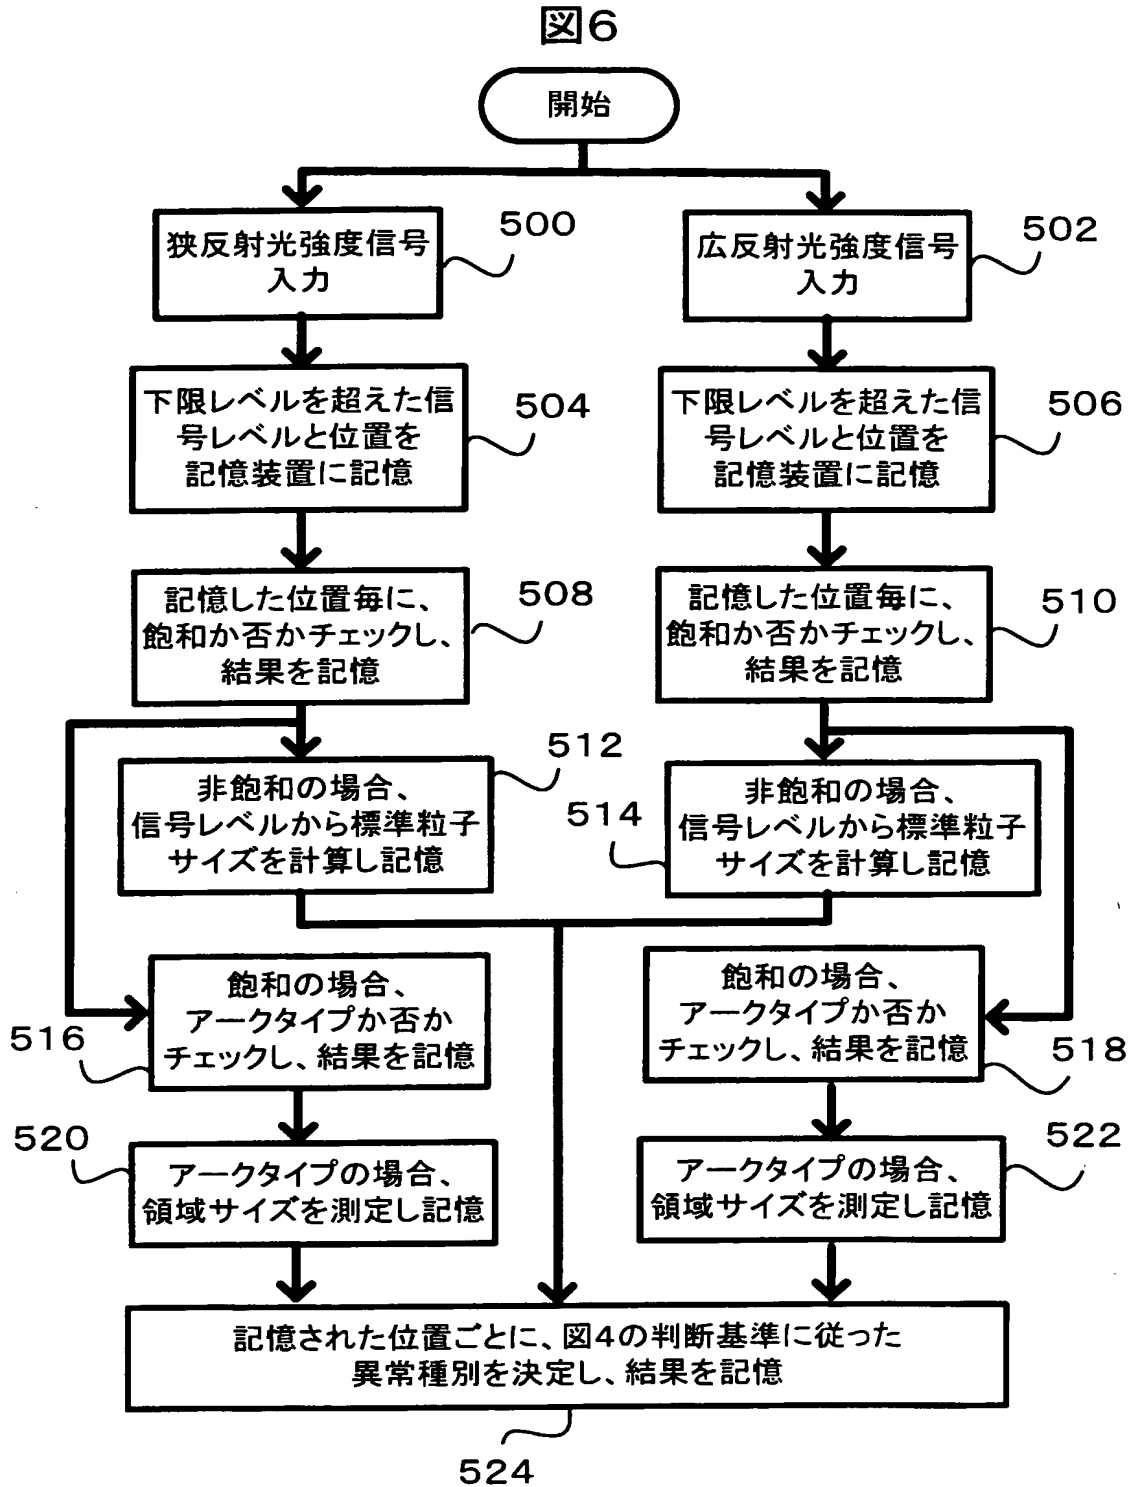 図6
開始
狭反射光強度信号
入力
500
広反射光強度信号
入力
502
下限レベルを超えた信
号レベルと位置を
記憶装置に記憶
504
下限レベルを超えた信
号レベルと位置を
記憶装置に記憶
506
記憶した位置毎に、
飽和か否かチェックし、
結果を記憶
508
記憶した位置毎に、
飽和か否かチェックし、
結果を記憶
510
非飽和の場合、
信号レベルから標準粒子
サイズを計算し記憶
512
非飽和の場合、
信号レベルから標準粒子
サイズを計算し記憶
514
飽和の場合、
アークタイプか否か
チェックし、結果を記憶
516
飽和の場合、
アークタイプか否か
チェックし、結果を記憶
518
アークタイプの場合、
領域サイズを測定し記憶
520
アークタイプの場合、
領域サイズを測定し記憶
522
記憶された位置ごとに、図4の判断基準に従った
異常種別を決定し、結果を記憶
524